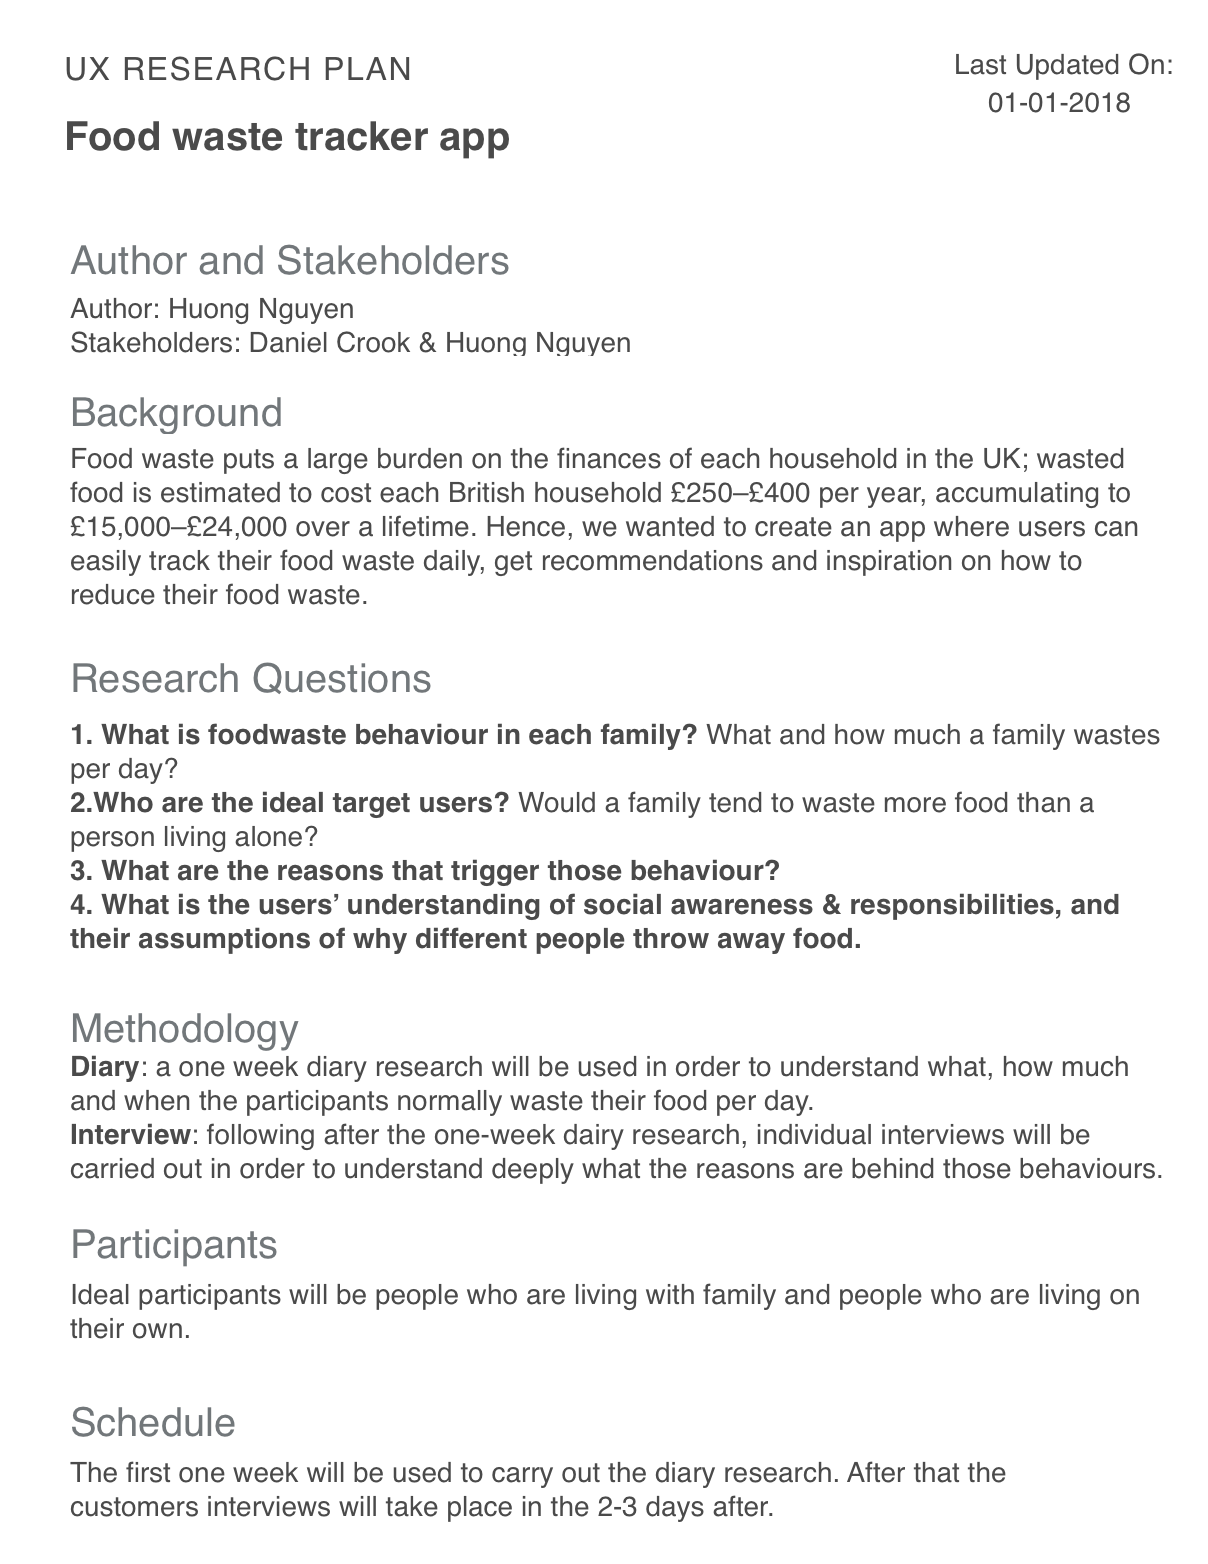 UX RESEARCH PLAN
Last Updated On:
01-01-2018
Food waste tracker app
Author and Stakeholders
Author: Huong Nguyen
Stakeholders: Daniel Crook & Huong Nguyen
Background
Food waste puts a large burden on the finances of each household in the UK; wasted
food is estimated to cost each British household £250–£400 per year, accumulating to
£15,000–£24,000 over a lifetime. Hence, we wanted to create an app where users can
easily track their food waste daily, get recommendations and inspiration on how to
reduce their food waste.
Research Questions
1. What is foodwaste behaviour in each family? What and how much a family wastes
per day?
2.Who are the ideal target users? Would a family tend to waste more food than a
person living alone?
3. What are the reasons that trigger those behaviour?
4. What is the users’ understanding of social awareness & responsibilities, and
their assumptions of why different people throw away food.
Methodology
Diary: a one week diary research will be used in order to understand what, how much
and when the participants normally waste their food per day.
Interview: following after the one-week dairy research, individual interviews will be
carried out in order to understand deeply what the reasons are behind those behaviours.
Participants
Ideal participants will be people who are living with family and people who are living on
their own.
Schedule
The first one week will be used to carry out the diary research. After that the
customers interviews will take place in the 2-3 days after.